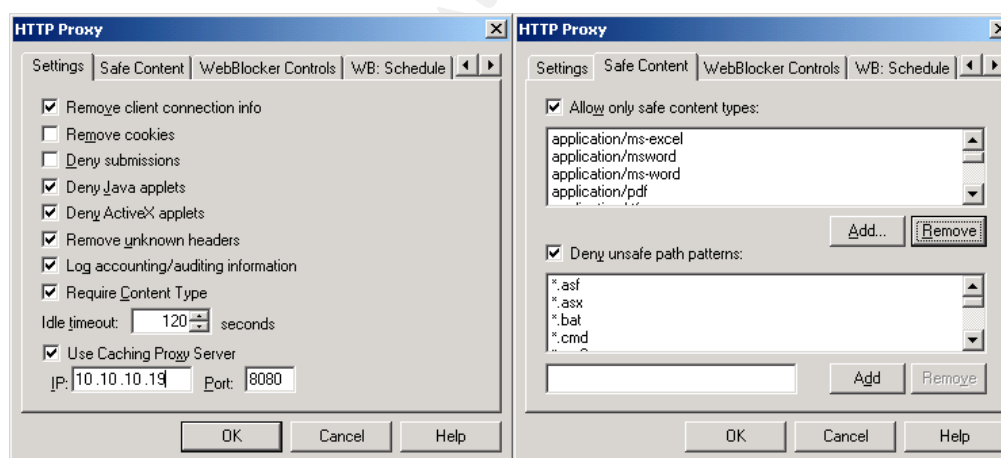 HTTP Proxy
Settings Safe Content WebBlocker Controls WB: Schedule
Remove client connection info
Remove cookies
Deny submissions
Deny Java applets
Deny ActiveX applets
Remove unknown headers
Log accounting/auditing information
Require Content Type
Idle timeout: 120 seconds
Use Caching Proxy Server
IP: 10 .10 .10 .19 Port: 8080
OK Cancel Help
HTTP Proxy
Settings Safe Content WebBlocker Controls WB: Schedule
Allow only safe content types:
application/ms-excel
application/msword
application/ms-word
application/pdf
Add... Remove
Deny unsafe path patterns:
*.asf
*.asx
*.bat
*.cmd
Add Remove
OK Cancel Help